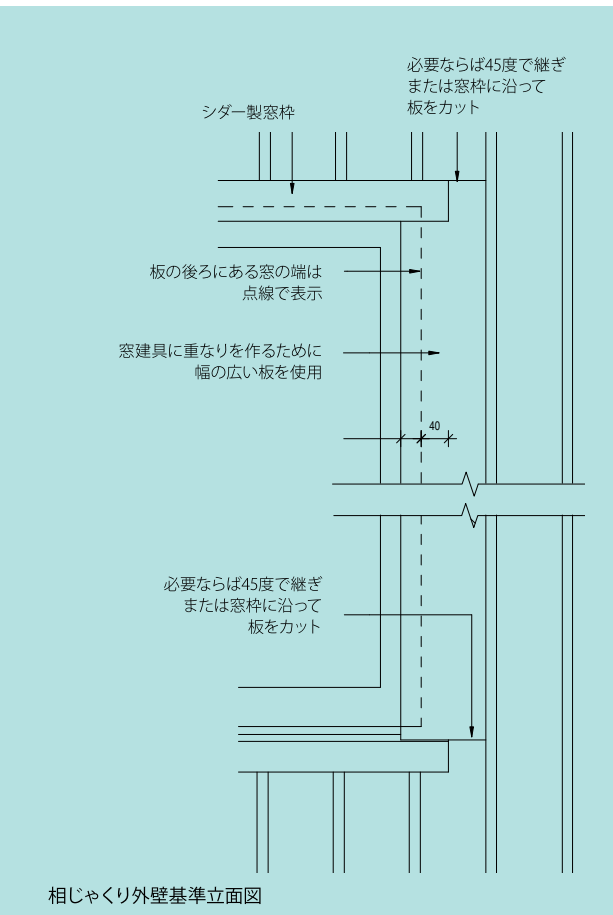 必要ならば45度で継ぎ
または窓枠に沿って
板をカット
シダー製窓枠
板の後ろにある窓の端は
点線で表示
窓建具に重なりを作るために
幅の広い板を使用
40
必要ならば45度で継ぎ
または窓枠に沿って
板をカット
相じゃくり外壁基準立面図